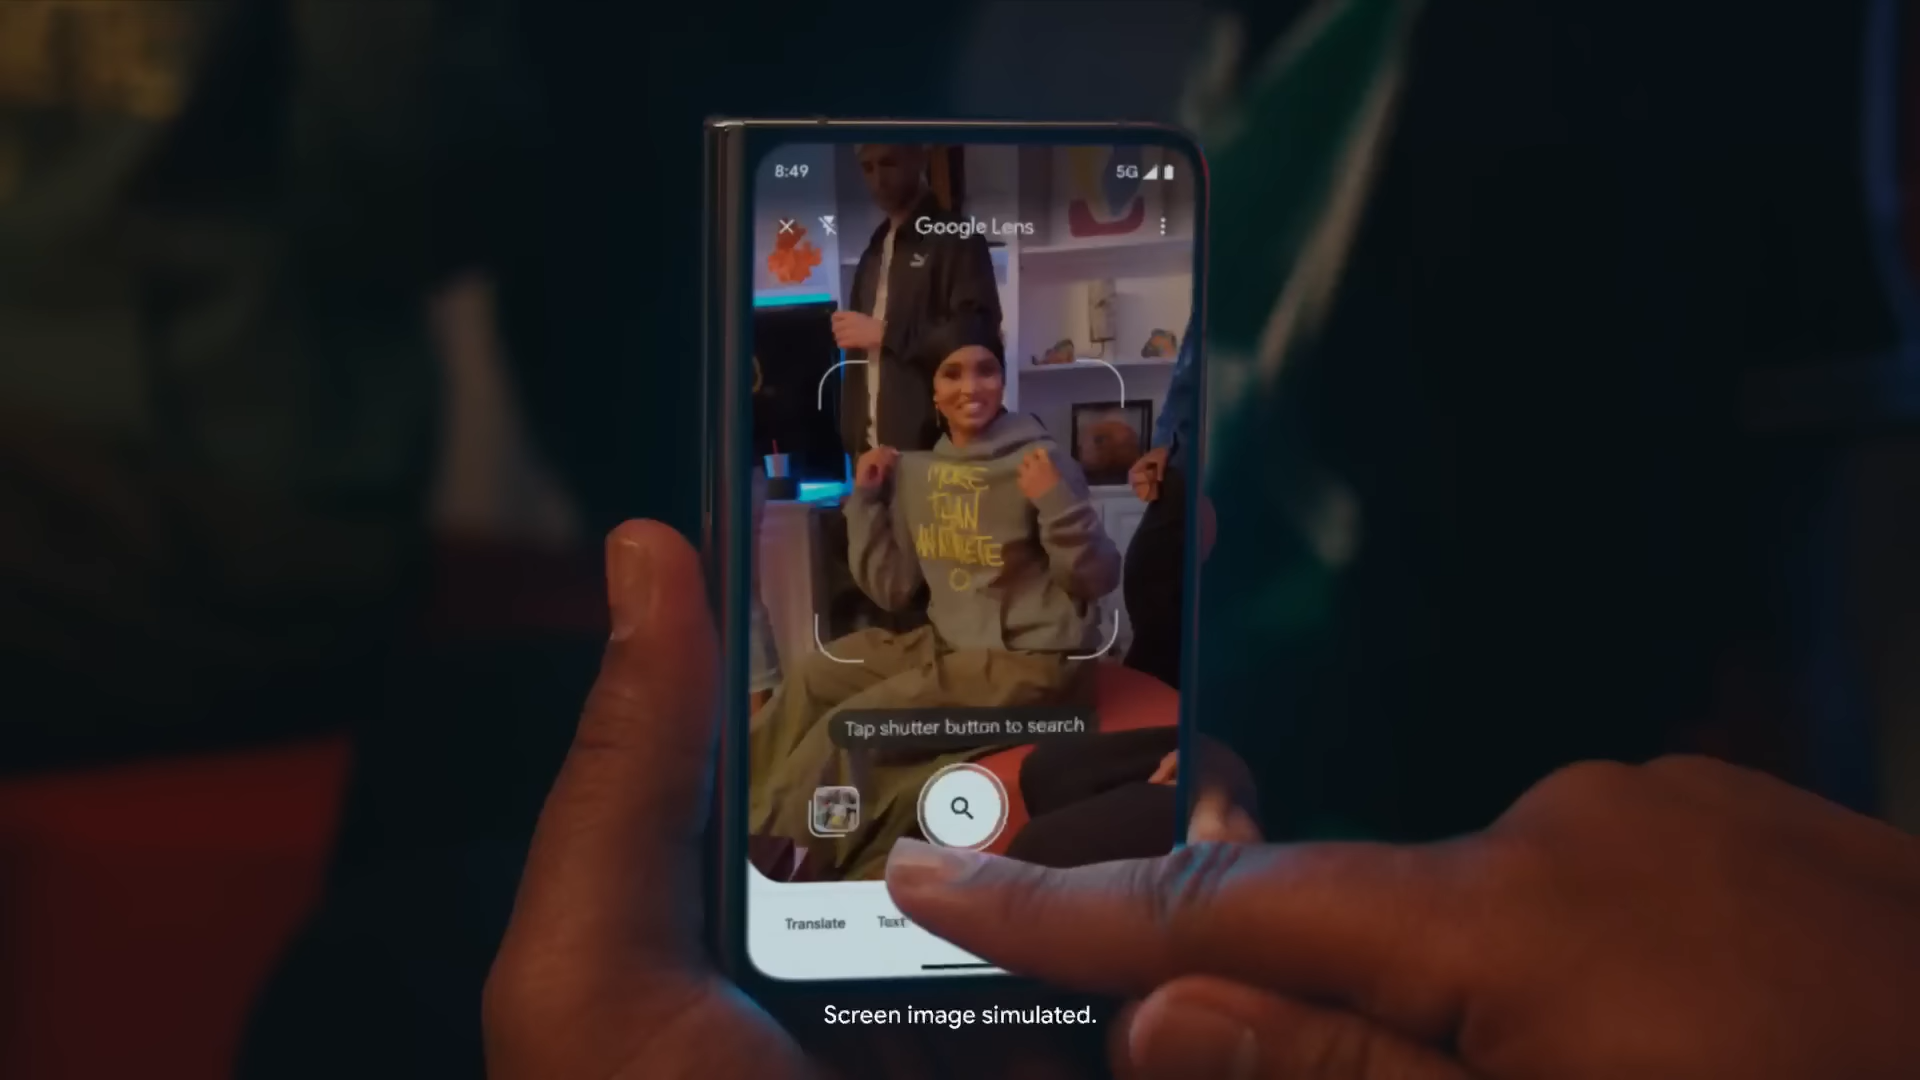 8:49 5G
Google Lens
MORE
THAN
AN ATHLETE
Tap shutter button to search
Translate Text
Screen image simulated.